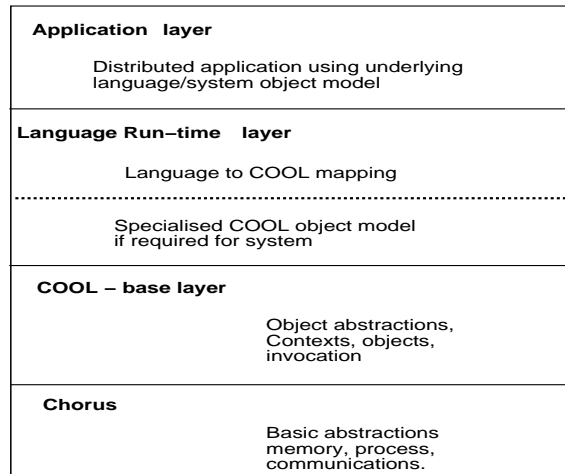 Application layer
Distributed application using underlying
language/system object model
Language Run–time layer
Language to COOL mapping
Specialised COOL object model
if required for system
COOL – base layer
Object abstractions,
Contexts, objects,
invocation
Chorus
Basic abstractions
memory, process,
communications.